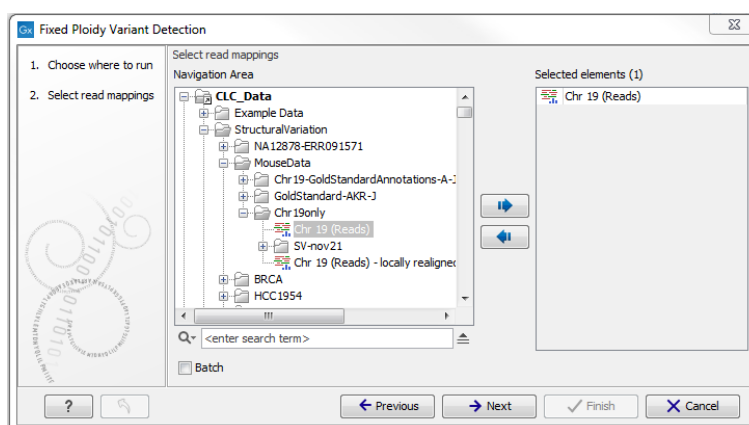 Gx Fixed Ploidy Variant Detection
1. Choose where to run
2. Select read mappings
Select read mappings
Navigation Area
CLC_Data
Example Data
StructuralVariation
NA12878-ERR091571
MouseData
Chr19-GoldStandardAnnotations-A-J
GoldStandard-AKR-J
Chr19only
Chr 19 (Reads)
SV-nov21
Chr 19 (Reads) - locally realigned
BRCA
HCC1954
<enter search term>
Batch
Selected elements (1)
Chr 19 (Reads)
?
Previous
Next
Finish
Cancel